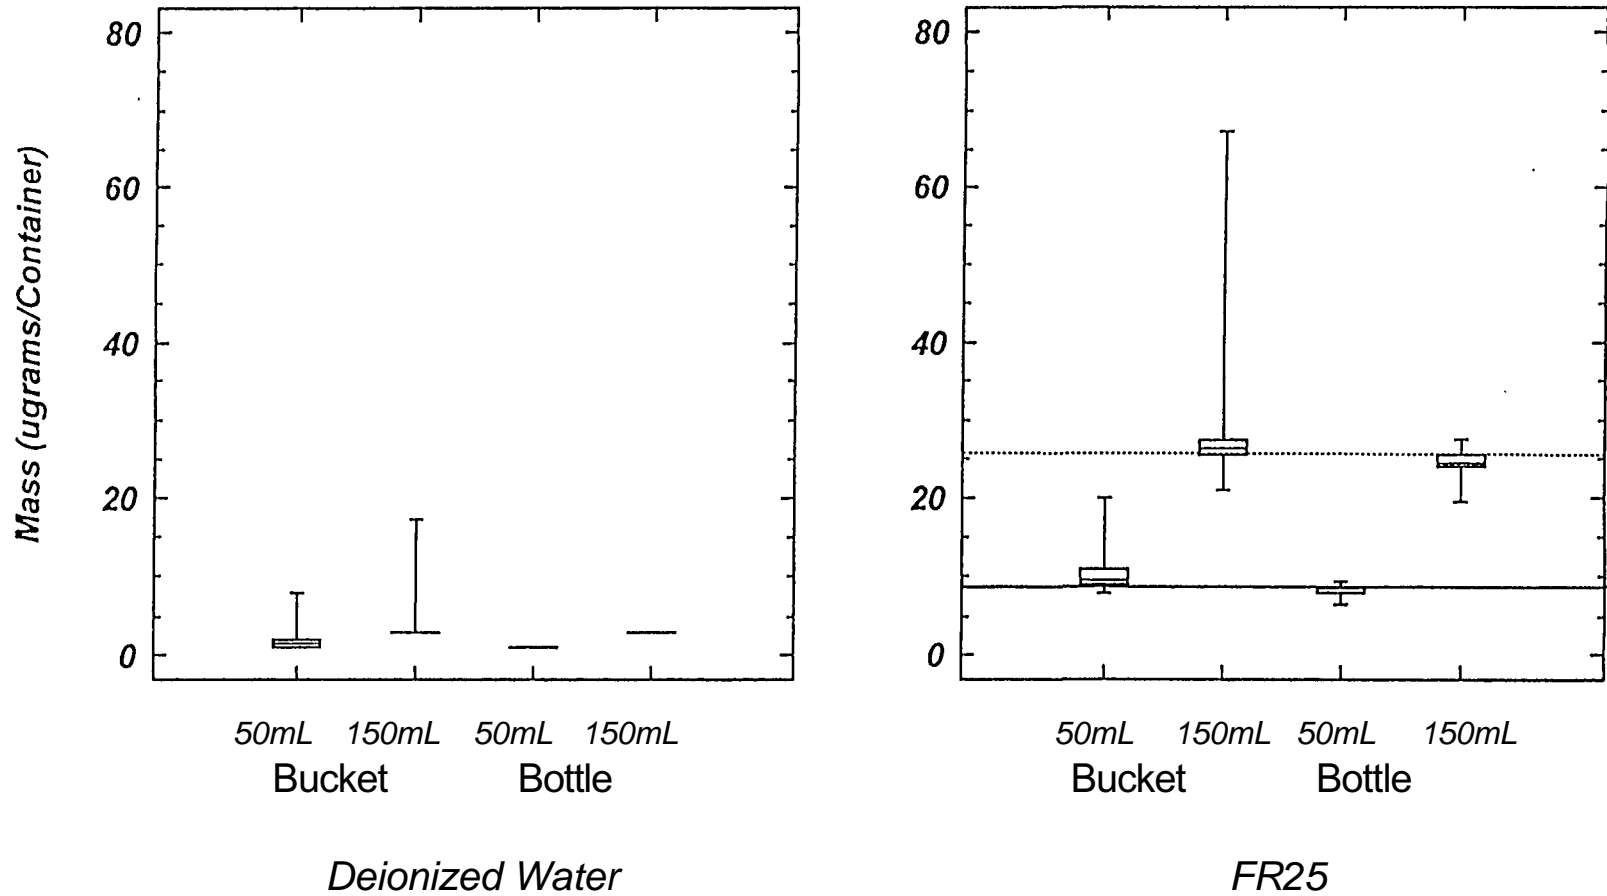 Mass (ugrams/Container)
80
60
40
20
0
50mL 150mL 50mL 150mL
Bucket Bottle
Deionized Water
80
60
40
20
0
50mL 150mL 50mL 150mL
Bucket Bottle
FR25